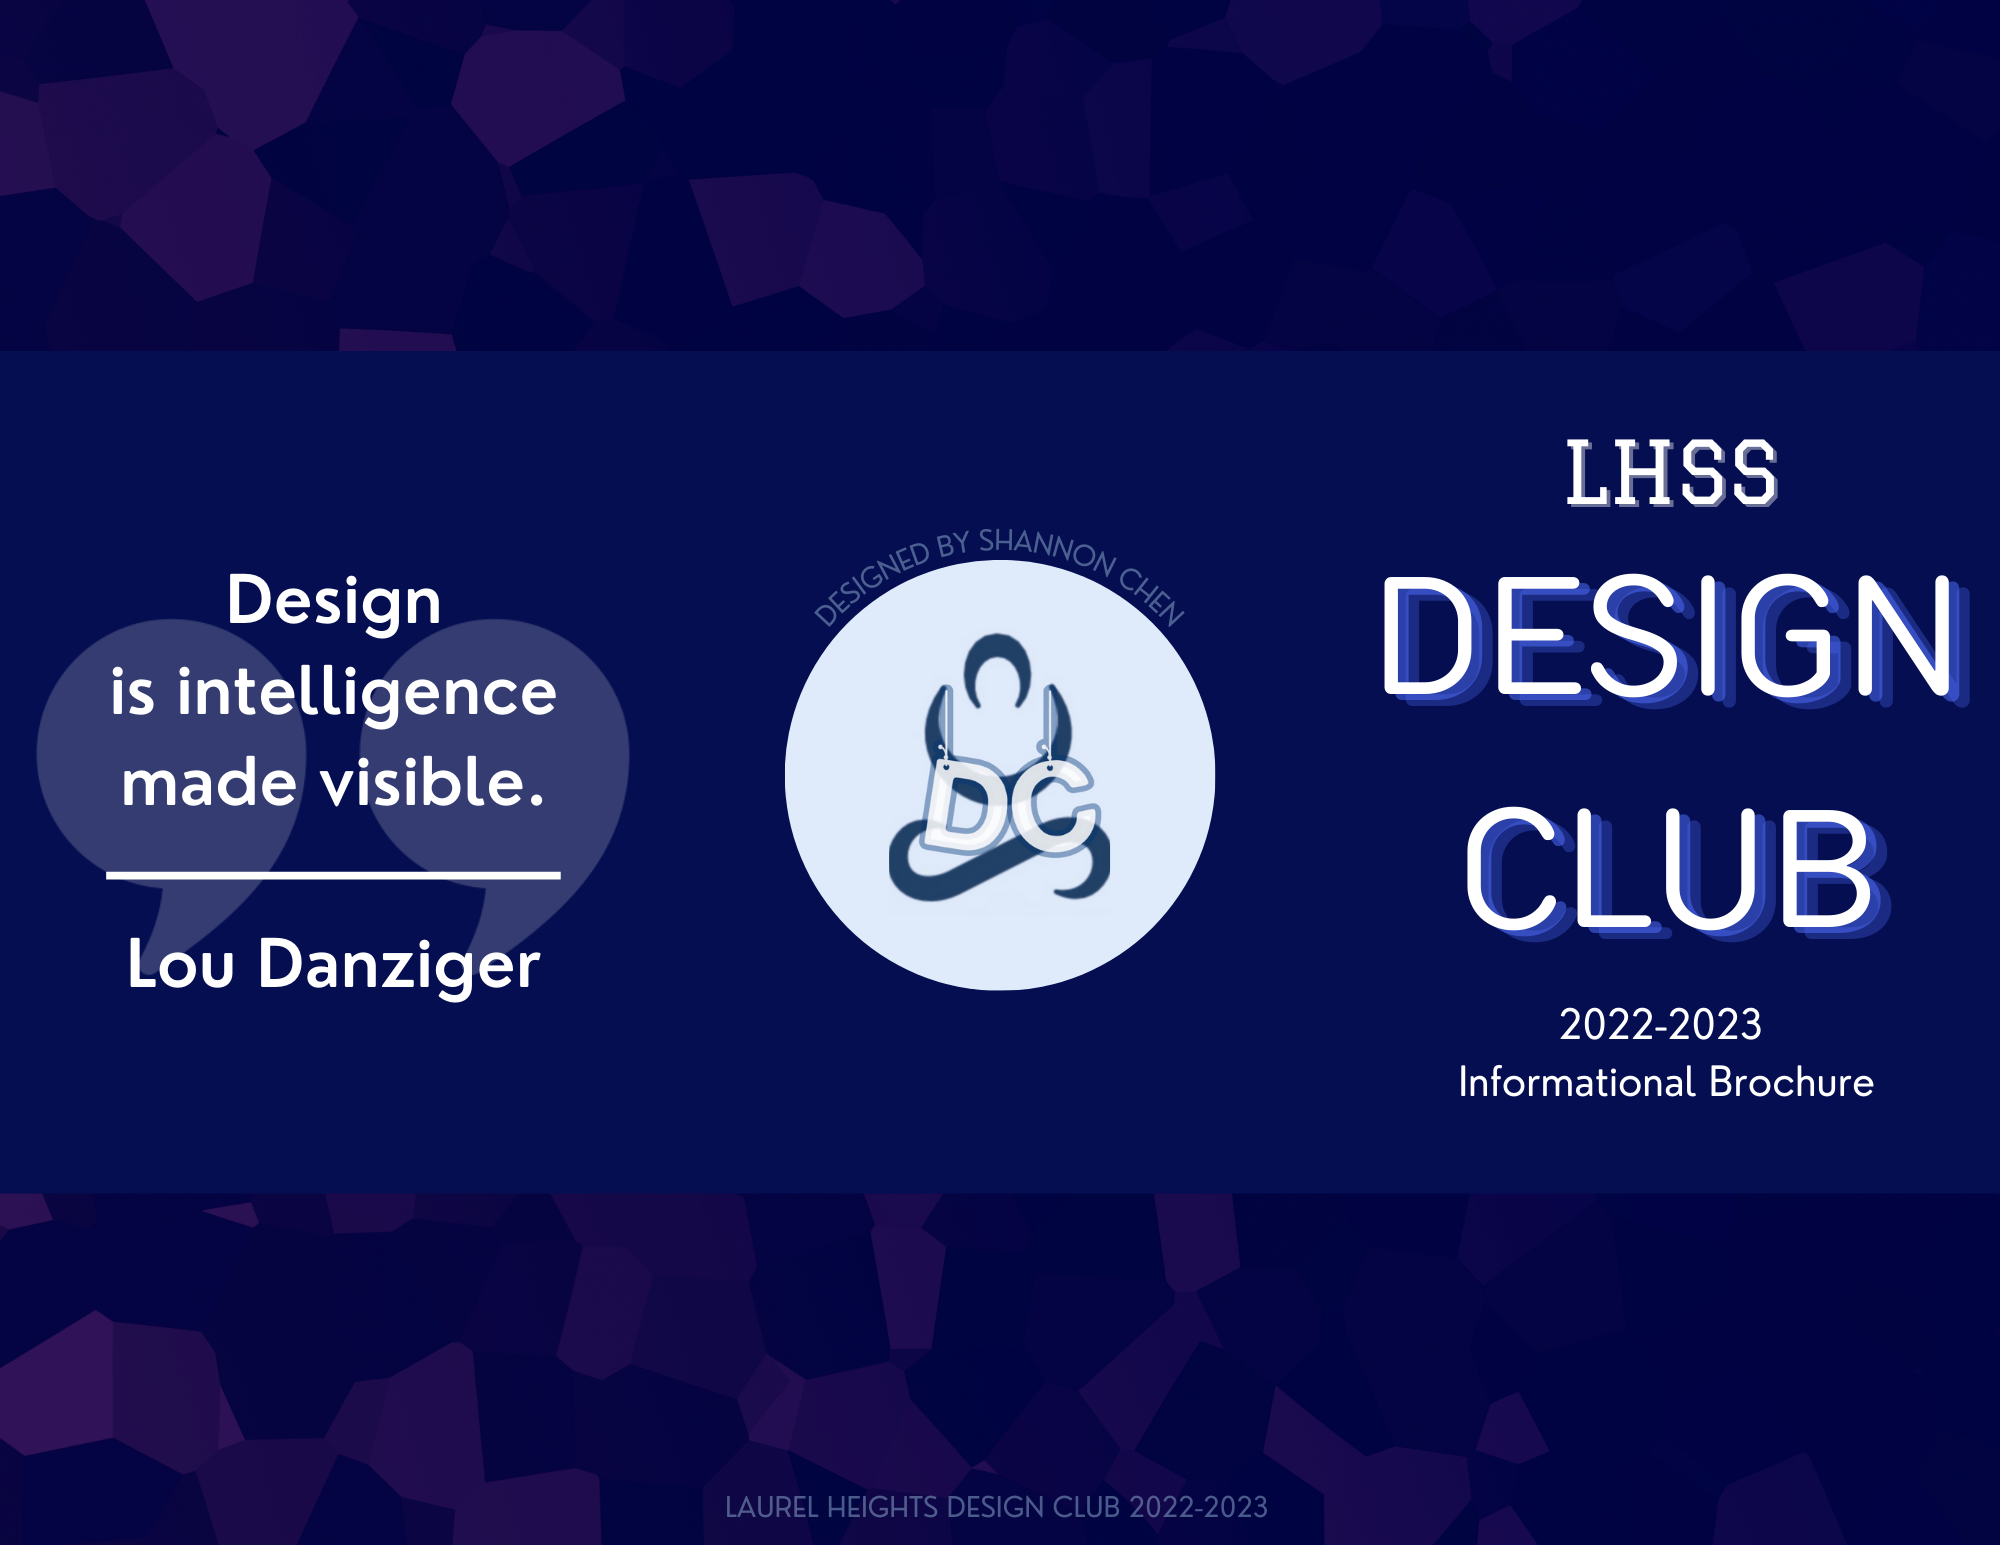 Design
is intelligence
made visible.
Lou Danziger
DESIGNED BY SHANNON CHEN
DC
LHSS
DESIGN
CLUB
2022-2023
Informational Brochure
LAUREL HEIGHTS DESIGN CLUB 2022-2023